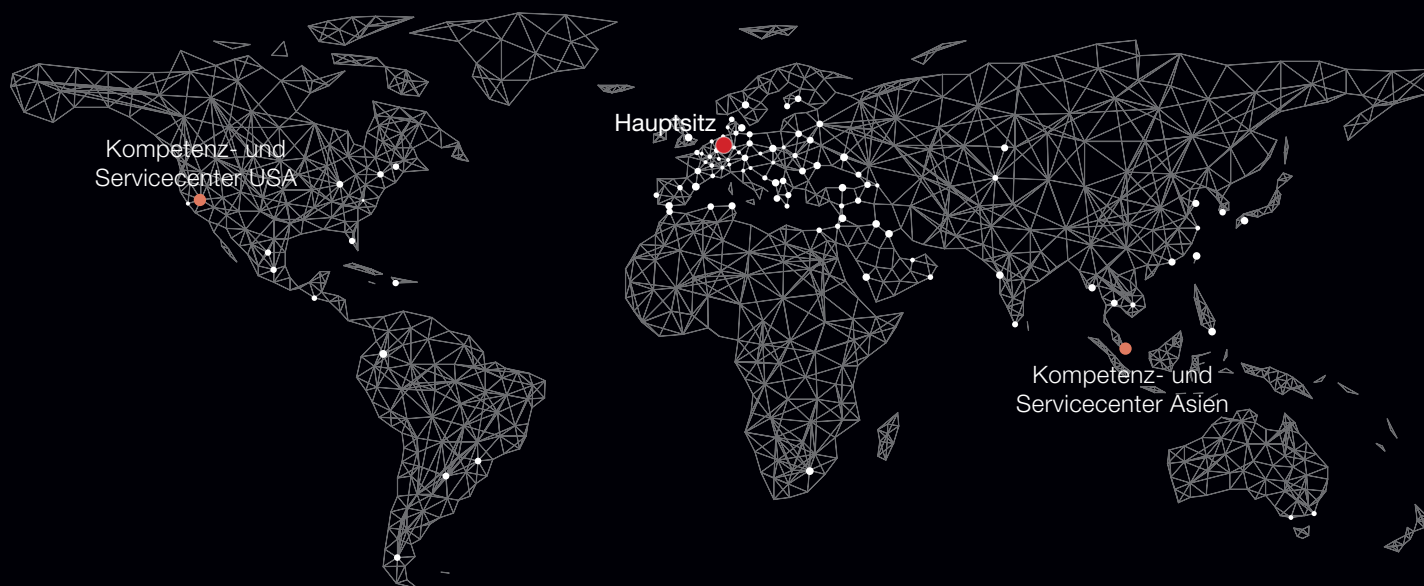 Hauptsitz
Kompetenz- und
Servicecenter USA
Kompetenz- und
Servicecenter Asien